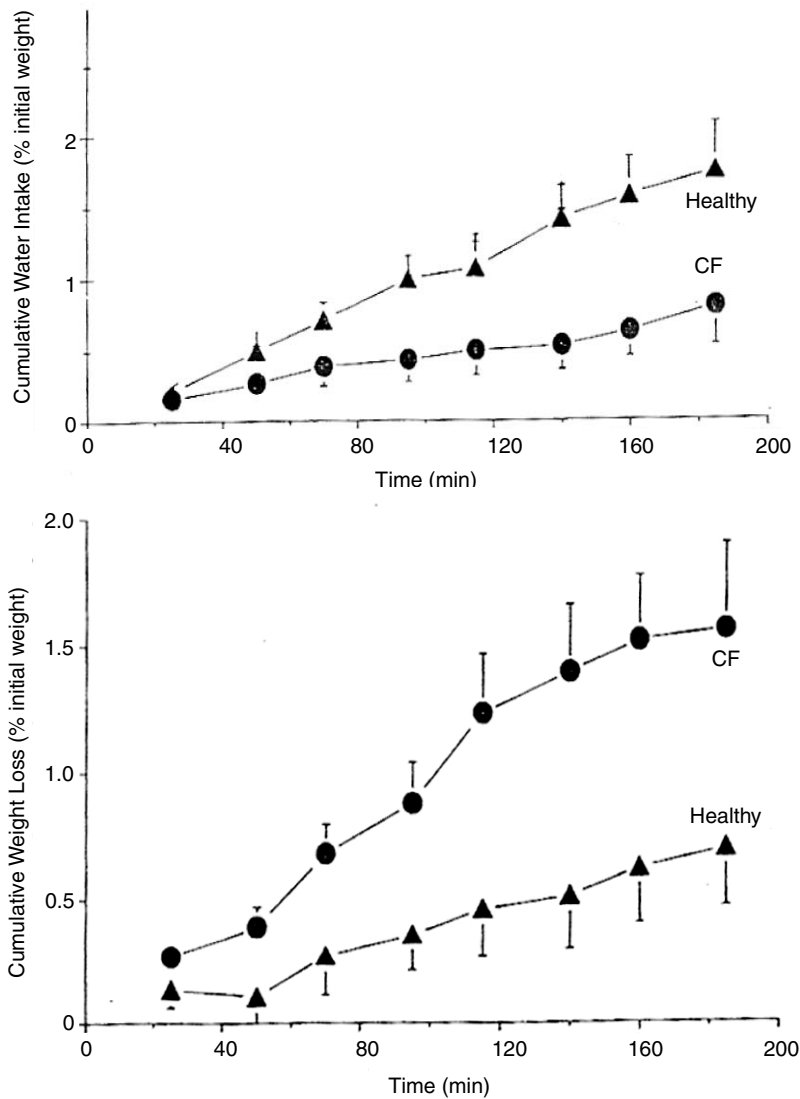 Cumulative Water Intake (% initial weight)
2
1
0
Healthy
CF
0 40 80 120 160 200
Time (min)
Cumulative Weight Loss (% initial weight)
2.0
1.5
1.0
0.5
0
CF
Healthy
0 40 80 120 160 200
Time (min)